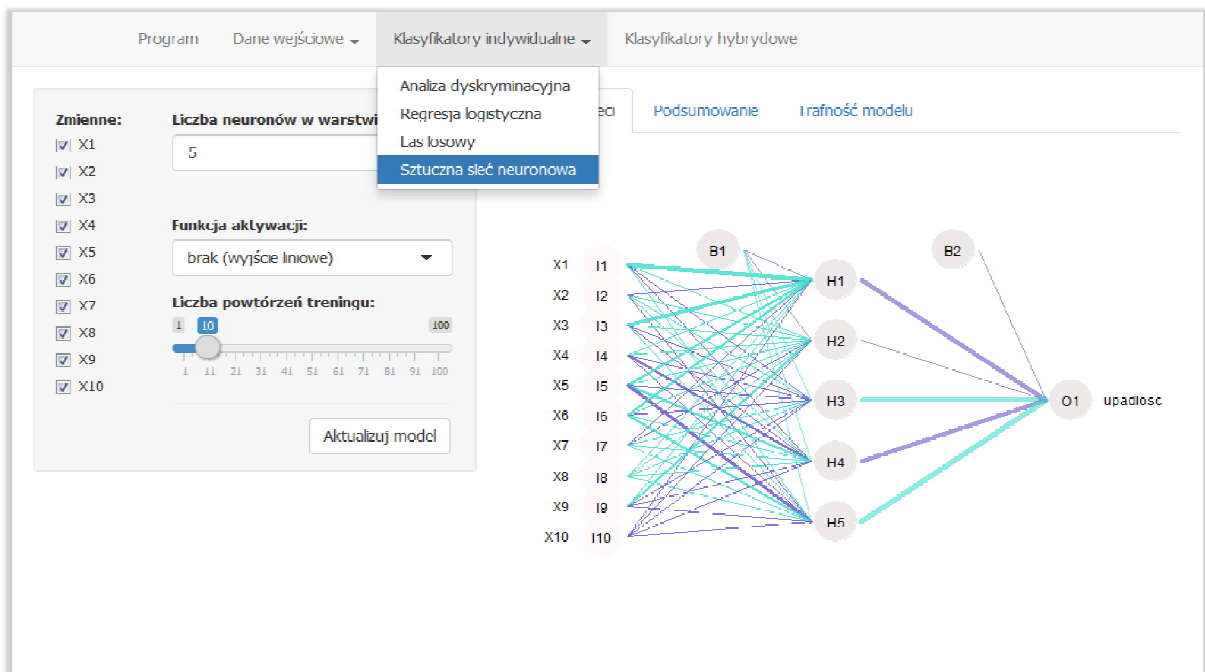 Program Dane wejściowe Klasyfikatory indywidualne Klasyfikatory hybrydowe
Analiza dyskryminacyjna
Regresja logistyczna
Las losowy
Sztuczna sieć neuronowa
Podsumowanie Trafność modelu
Zmienne:
X1
X2
X3
X4
X5
X6
X7
X8
X9
X10
Liczba neuronów w
5
Funkcja aktywacji:
brak (wyjście liniowe)
Liczba powtórzeń treningu:
1 10 100
1 11 21 31 41 51 61 71 81 91 100
Aktualizuj model
B1 B2
X1 I1
X2 I2
X3 I3
X4 I4
X5 I5
X6 I6
X7 I7
X8 I8
X9 I9
X10 I10
H1
H2
H3
H4
H5
O1 upadlosc